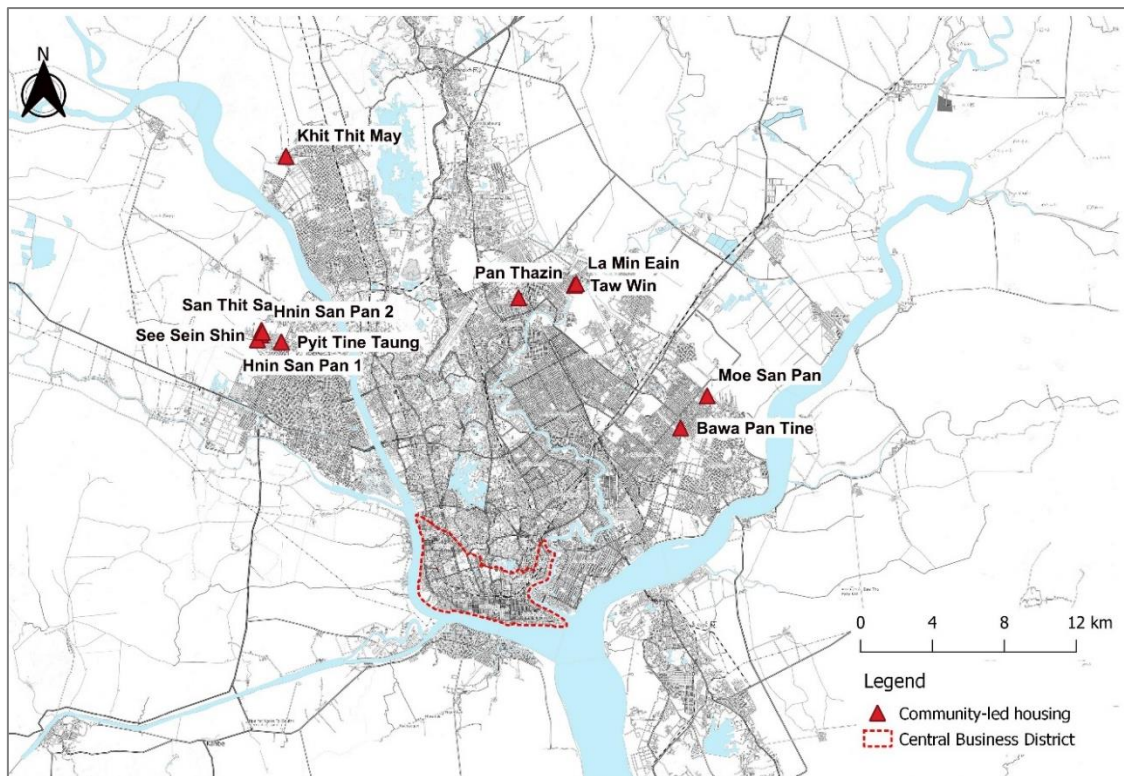 N
Khit Thit May
La Min Eain
Pan Thazin
Taw Win
San Thit Sa
Hnin San Pan 2
See Sein Shin
Pyit Tine Taung
Hnin San Pan 1
Moe San Pan
Bawa Pan Tine
0 6 12 km
Legend
Community-led housing
Central Business District